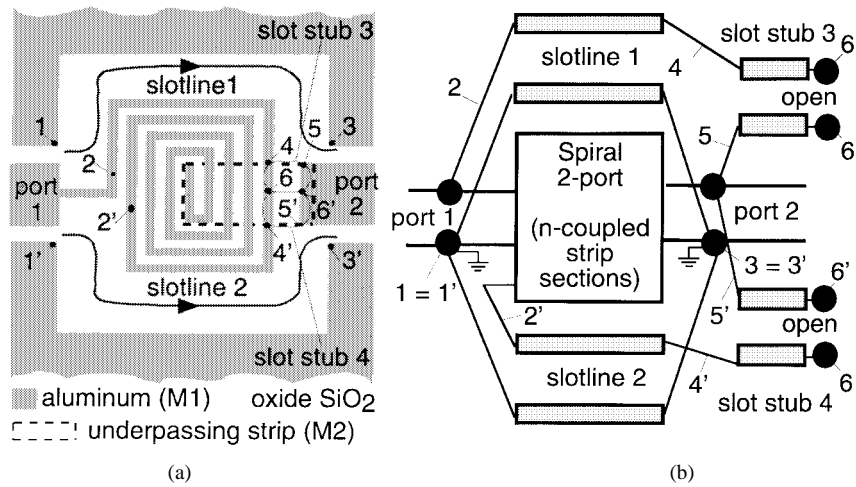 slot stub 3
slotline1
1
2
4
5
3
port
1
6
port
2
2'
5'
6'
1'
4'
3'
slotline 2
slot stub 4
aluminum (M1)
oxide SiO2
underpassing strip (M2)
(a)
slot stub 3
6
slotline 1
4
open
2
5
6
Spiral
2-port
port 1
port 2
(n-coupled
strip
sections)
3 = 3'
6'
1 = 1'
5'
open
2'
slotline 2
4'
6
slot stub 4
(b)